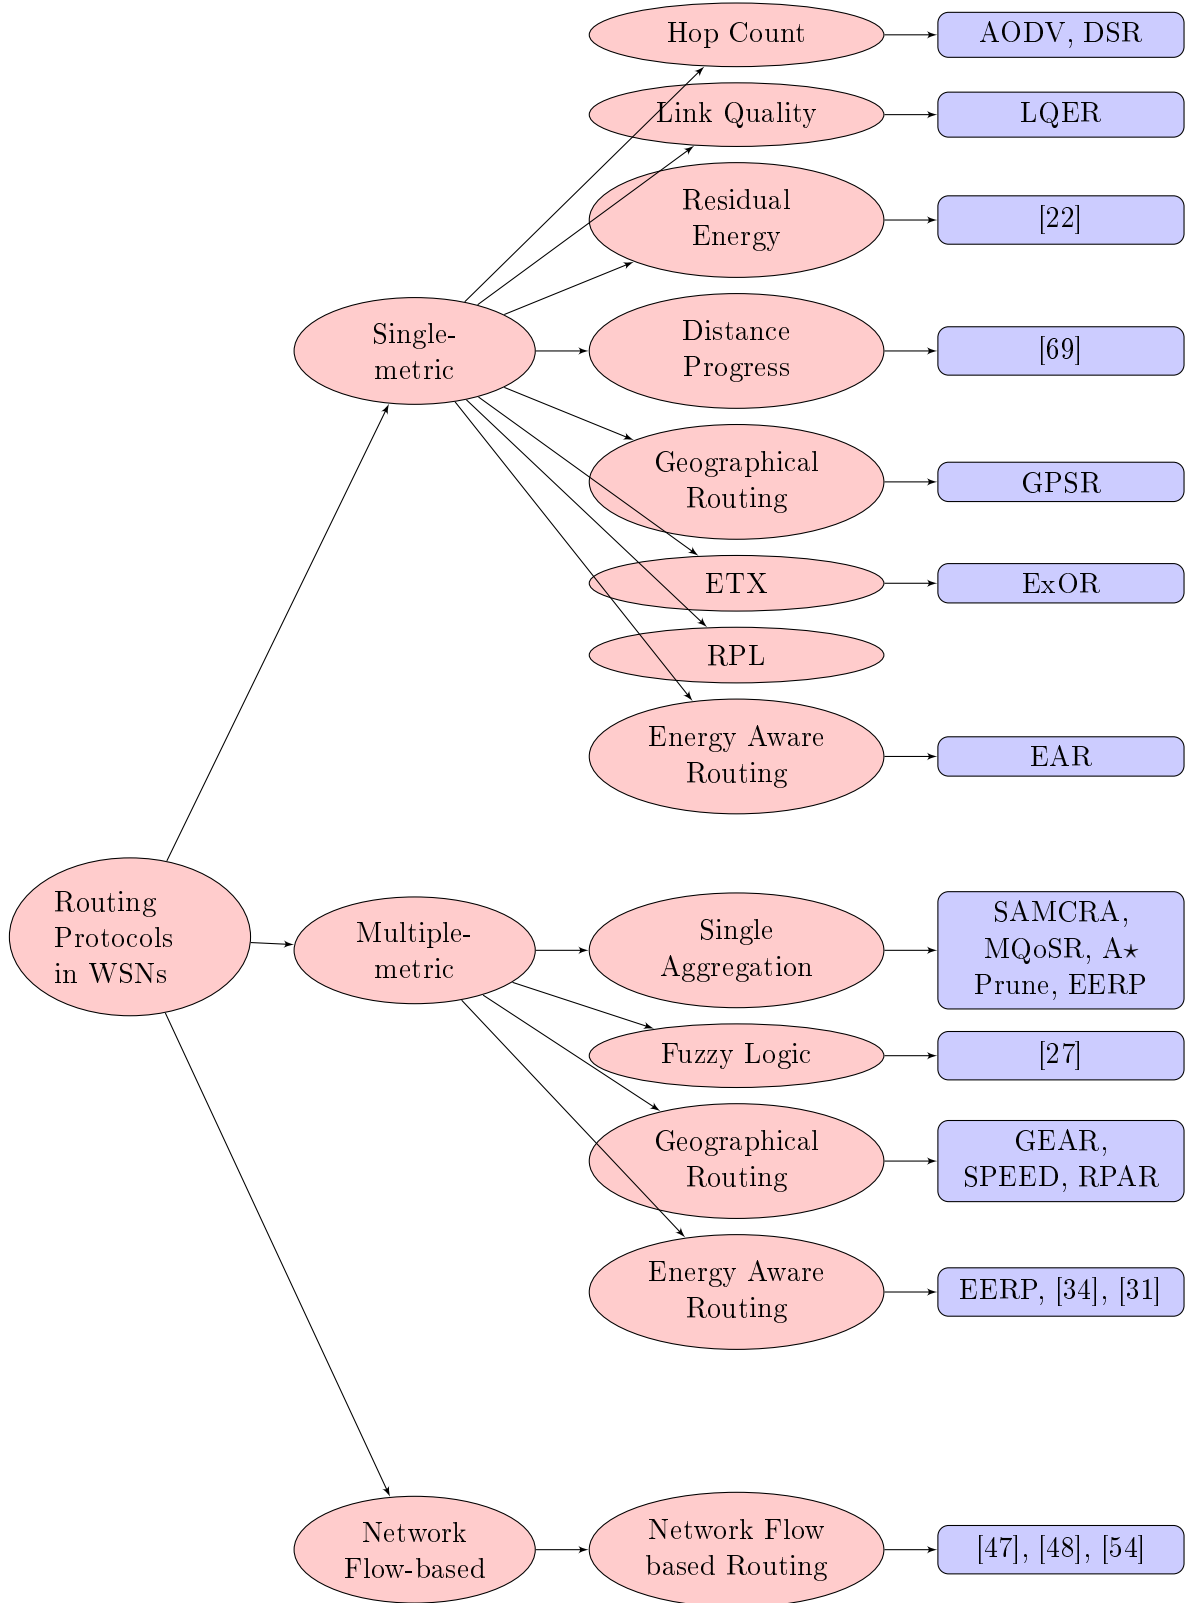 Hop Count
AODV, DSR
Link Quality
LQER
Residual
Energy
[22]
Single-
metric
Distance
Progress
[69]
Geographical
Routing
GPSR
ETX
ExOR
RPL
Energy Aware
Routing
EAR
Routing
Protocols
in WSNs
Multiple-
metric
Single
Aggregation
SAMCRA,
MQoSR, A⋆
Prune, EERP
Fuzzy Logic
[27]
Geographical
Routing
GEAR,
SPEED, RPAR
Energy Aware
Routing
EERP, [34], [31]
Network
Flow-based
Network Flow
based Routing
[47], [48], [54]